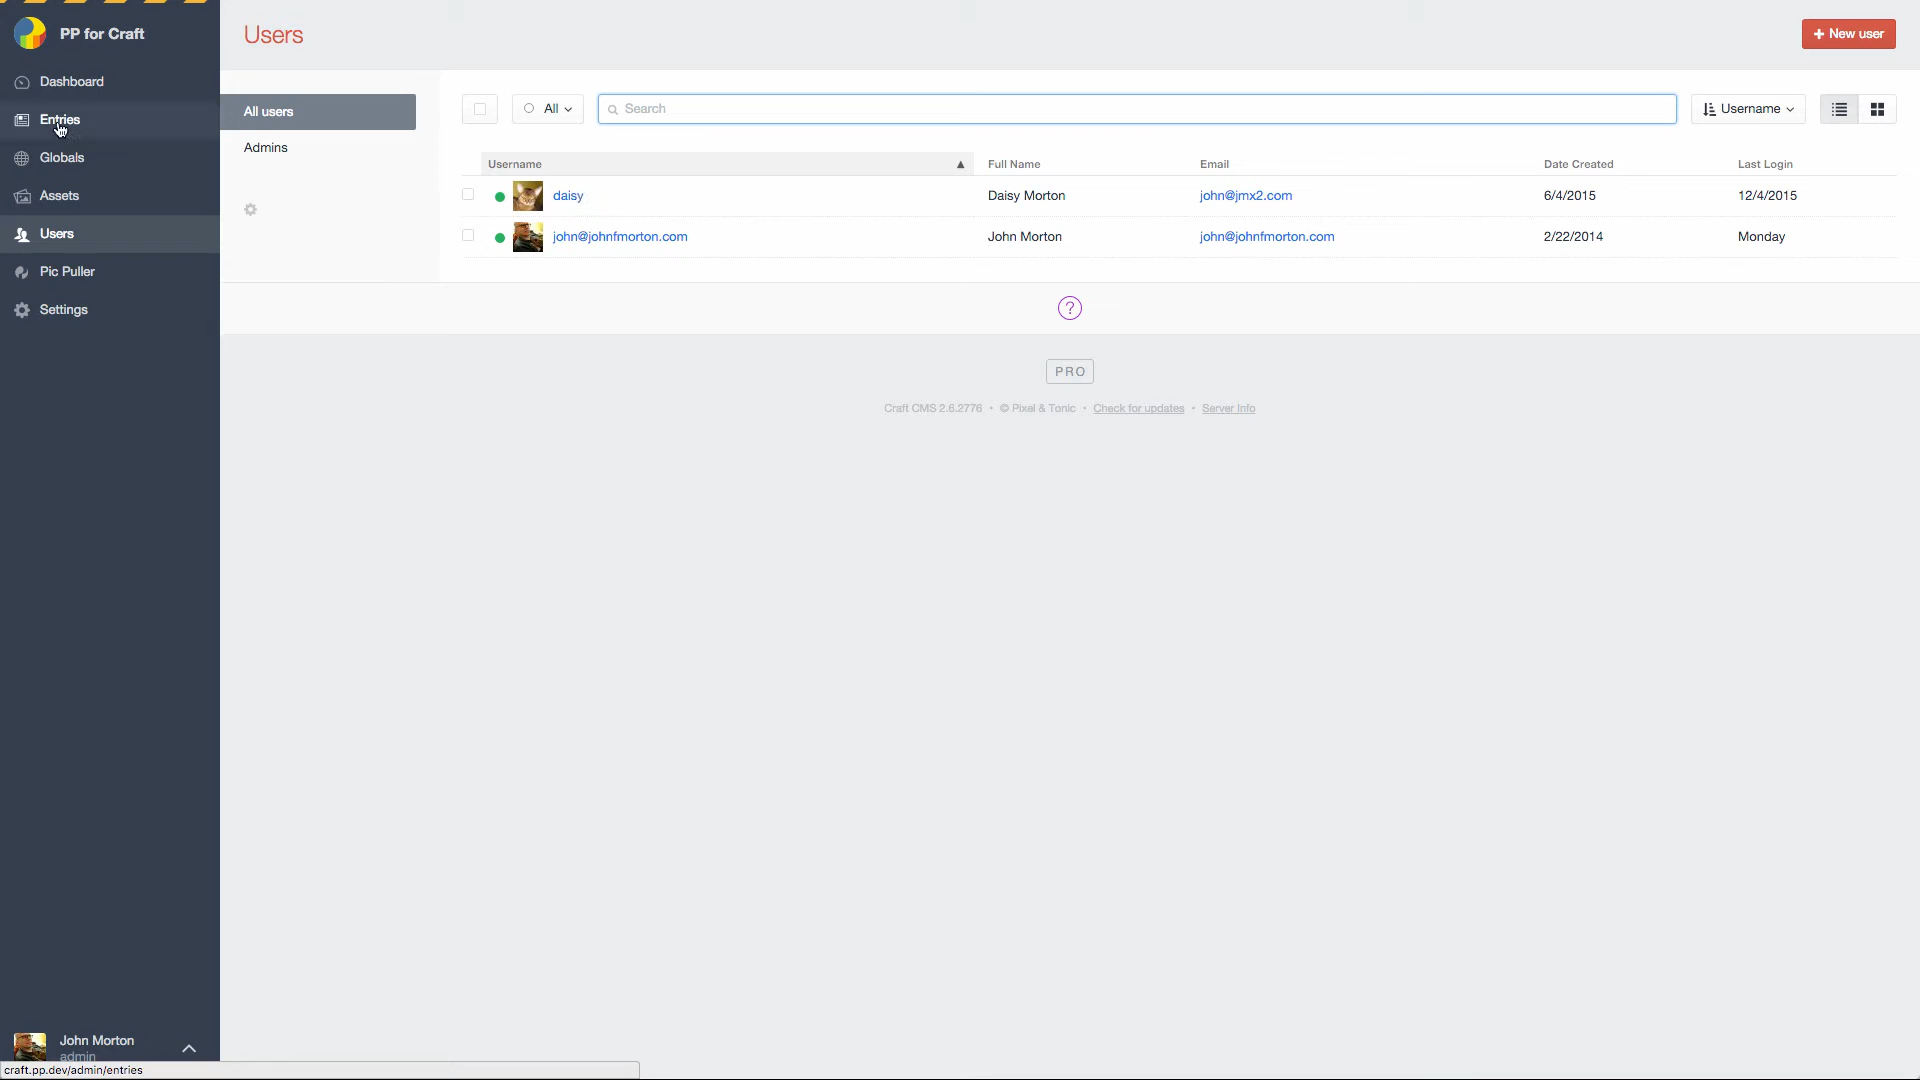 PP for Craft
Dashboard
Entries
Globals
Assets
Users
Pic Puller
Settings
John Morton
admin
craft.pp.dev/admin/entries
Users
+ New user
All users
Admins
All
Search
Username
Username ▲ Full Name Email Date Created Last Login
daisy Daisy Morton john@jmx2.com 6/4/2015 12/4/2015
john@johnfmorton.com John Morton john@johnfmorton.com 2/22/2014 Monday
?
PRO
Craft CMS 2.6.2776 • © Pixel & Tonic • Check for updates • Server Info